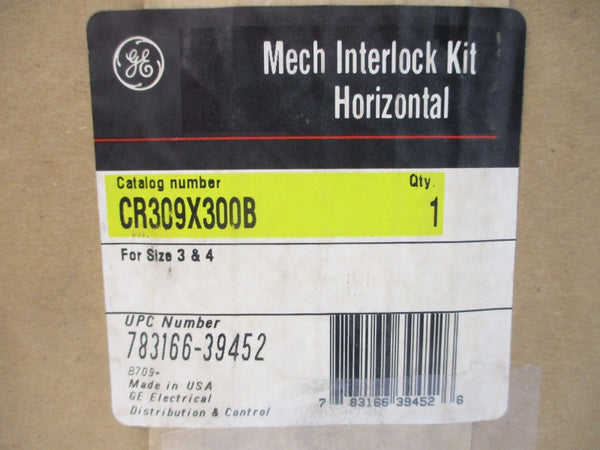 GE
Mech Interlock Kit
Horizontal
Catalog number Qty.
CR309X300B 1
For Size 3 & 4
UPC Number
783166-39452
B709-
Made in USA
GE Electrical
Distribution & Control
7 83166 39452 6